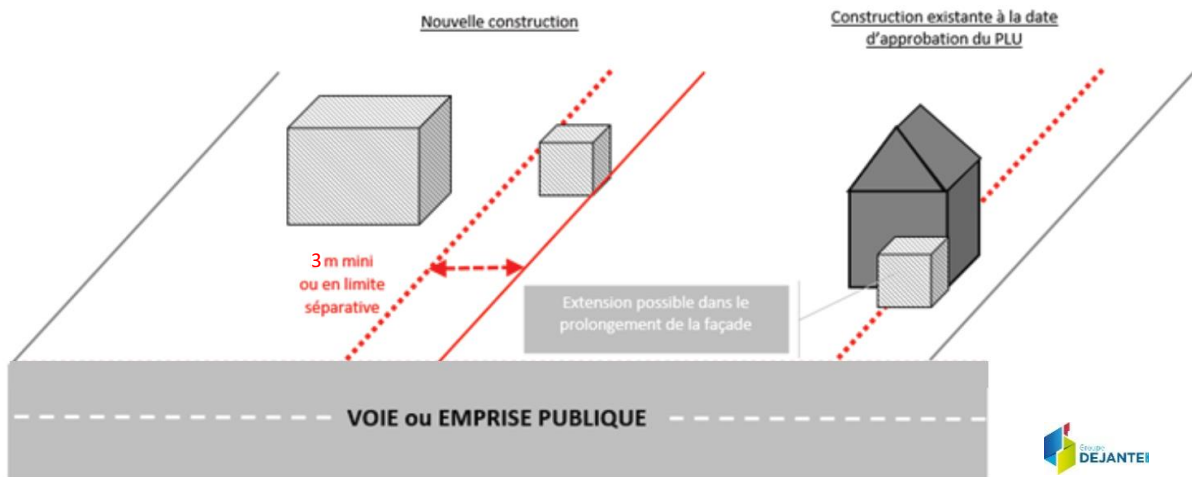 Nouvelle construction
Construction existante à la date
d'approbation du PLU
3 m mini
ou en limite
séparative
Extension possible dans le
prolongement de la façade
VOIE ou EMPRISE PUBLIQUE
Groupe
DEJANTE